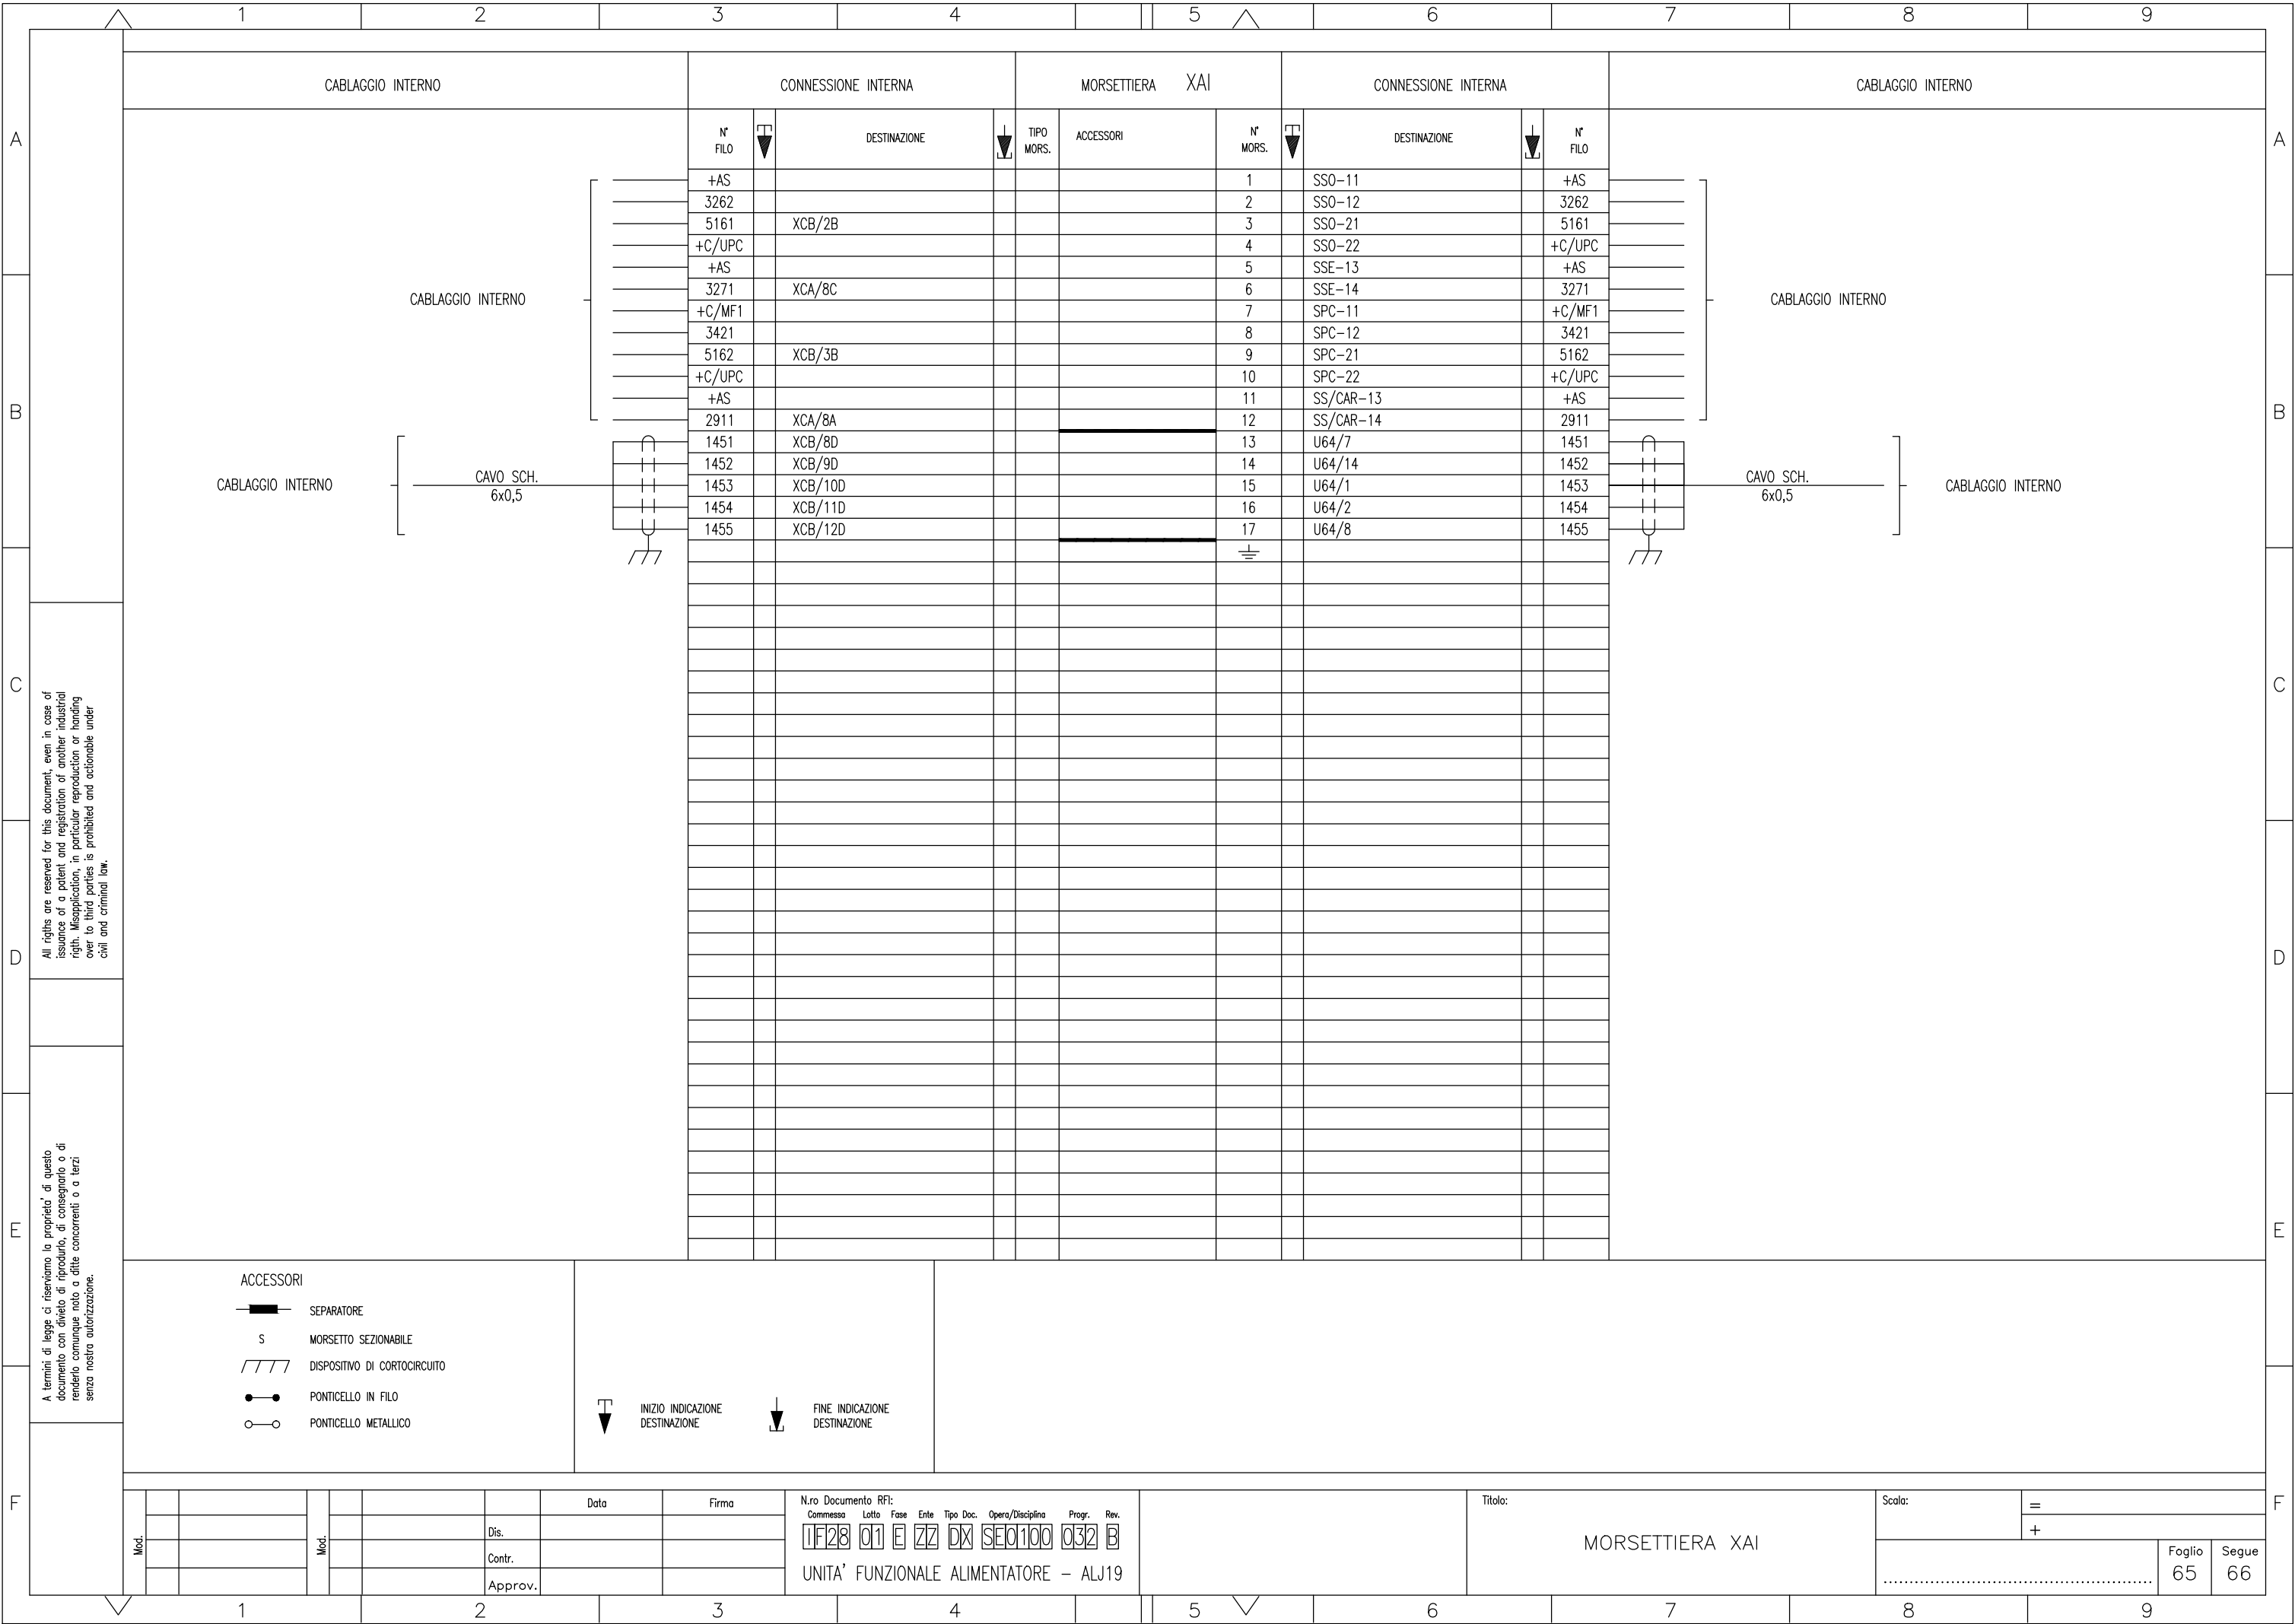 1 2 3 4 5 6 7 8 9
CABLAGGIO INTERNO CONNESSIONE INTERNA MORSETTIERA XAI CONNESSIONE INTERNA CABLAGGIO INTERNO
N° FILO DESTINAZIONE TIPO MORS. ACCESSORI N° MORS. DESTINAZIONE N° FILO
A A
+AS 1 SSO-11 +AS
3262 2 SSO-12 3262
5161 XCB/2B 3 SSO-21 5161
+C/UPC 4 SSO-22 +C/UPC
+AS 5 SSE-13 +AS
3271 XCA/8C 6 SSE-14 3271
CABLAGGIO INTERNO CABLAGGIO INTERNO
+C/MF1 7 SPC-11 +C/MF1
3421 8 SPC-12 3421
5162 XCB/3B 9 SPC-21 5162
+C/UPC 10 SPC-22 +C/UPC
+AS 11 SS/CAR-13 +AS
B B
2911 XCA/8A 12 SS/CAR-14 2911
1451 XCB/8D 13 U64/7 1451
1452 XCB/9D 14 U64/14 1452
CABLAGGIO INTERNO CAVO SCH. 6x0,5 1453 XCB/10D 15 U64/1 1453 CAVO SCH. 6x0,5 CABLAGGIO INTERNO
1454 XCB/11D 16 U64/2 1454
1455 XCB/12D 17 U64/8 1455
C C
All rigths are reserved for this document, even in case of
issuance of a patent and registration of another industrial
rigth. Misapplication, in particular reproduction or handing
over to third parties is prohibited and actionable under
civil and criminal law.
D D
A termini di legge ci riserviamo la proprieta' di questo
documento con divieto di riprodurlo, di consegnarlo o di
renderlo comunque noto a ditte concorrenti o a terzi
senza nostra autorizzazione.
E E
ACCESSORI
SEPARATORE
S MORSETTO SEZIONABILE
DISPOSITIVO DI CORTOCIRCUITO
PONTICELLO IN FILO
PONTICELLO METALLICO
INIZIO INDICAZIONE
DESTINAZIONE
FINE INDICAZIONE
DESTINAZIONE
F F
Mod. Mod.
Data Firma
Dis.
Contr.
Approv.
N.ro Documento RFI:
Commessa Lotto Fase Ente Tipo Doc. Opera/Disciplina Progr. Rev.
IF28 01 E ZZ DX SE0100 032 B
UNITA' FUNZIONALE ALIMENTATORE - ALJ19
Titolo:
MORSETTIERA XAI
Scala:
=
+
Foglio Segue
65 66
1 2 3 4 5 6 7 8 9